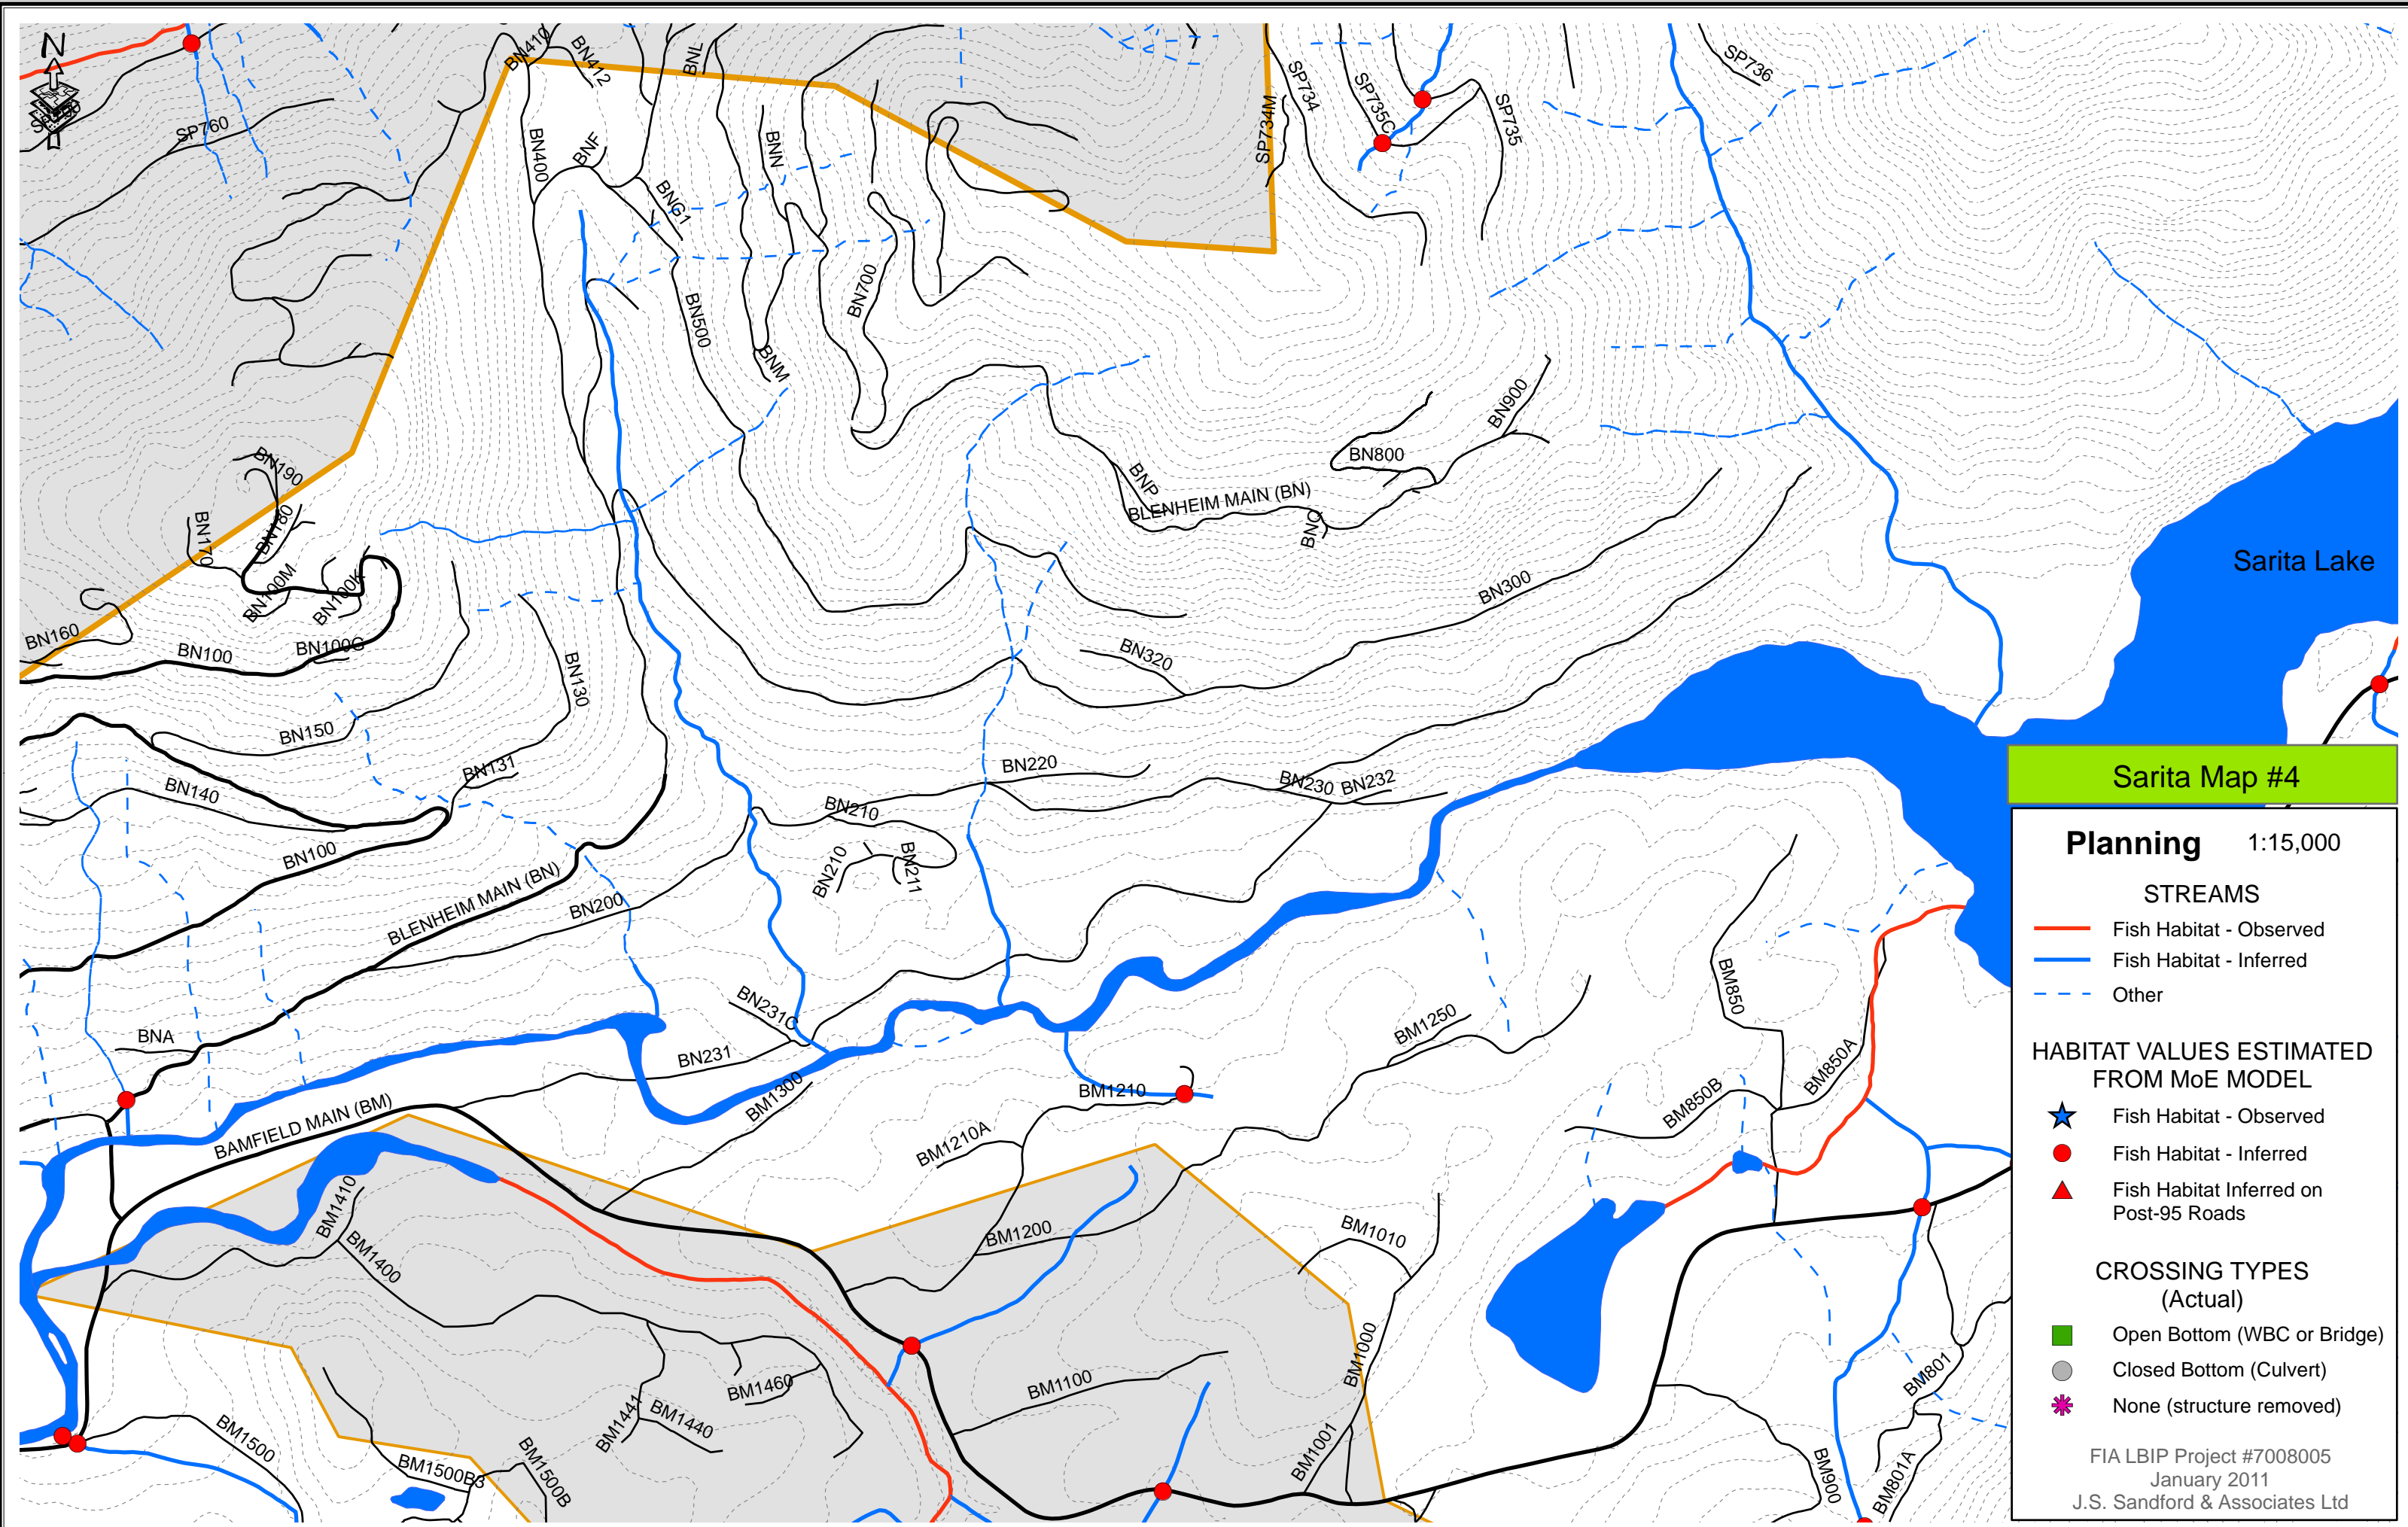 N
BN410
BN412
BNL
SP734
SP735C
SP735
SP736
SP760
SP734M
BN400
BNF
BNN
BNG1
BN700
BN500
BNM
BN900
BN800
BNP
BLENHEIM MAIN (BN)
BNQ
BN190
BN170
BN180
BN100M
BN100K
Sarita Lake
BN300
BN160
BN100
BN100G
BN320
BN130
BN150
BN220
BN131
BN140
BN230
BN232
BN210
BN100
BN210
BN211
BLENHEIM MAIN (BN)
BN200
BM850
BN231C
BM1250
BNA
BN231
BM1300
BM1210
BM850B
BM850A
BAMFIELD MAIN (BM)
BM1210A
BM1410
BM1400
BM1200
BM1010
BM1000
BM1100
BM1460
BM1441
BM1440
BM801
BM1500
BM1500B3
BM1500B
BM1001
BM900
BM801A
Sarita Map #4
Planning 1:15,000
STREAMS
Fish Habitat - Observed
Fish Habitat - Inferred
Other
HABITAT VALUES ESTIMATED
FROM MoE MODEL
Fish Habitat - Observed
Fish Habitat - Inferred
Fish Habitat Inferred on
Post-95 Roads
CROSSING TYPES
(Actual)
Open Bottom (WBC or Bridge)
Closed Bottom (Culvert)
None (structure removed)
FIA LBIP Project #7008005
January 2011
J.S. Sandford & Associates Ltd